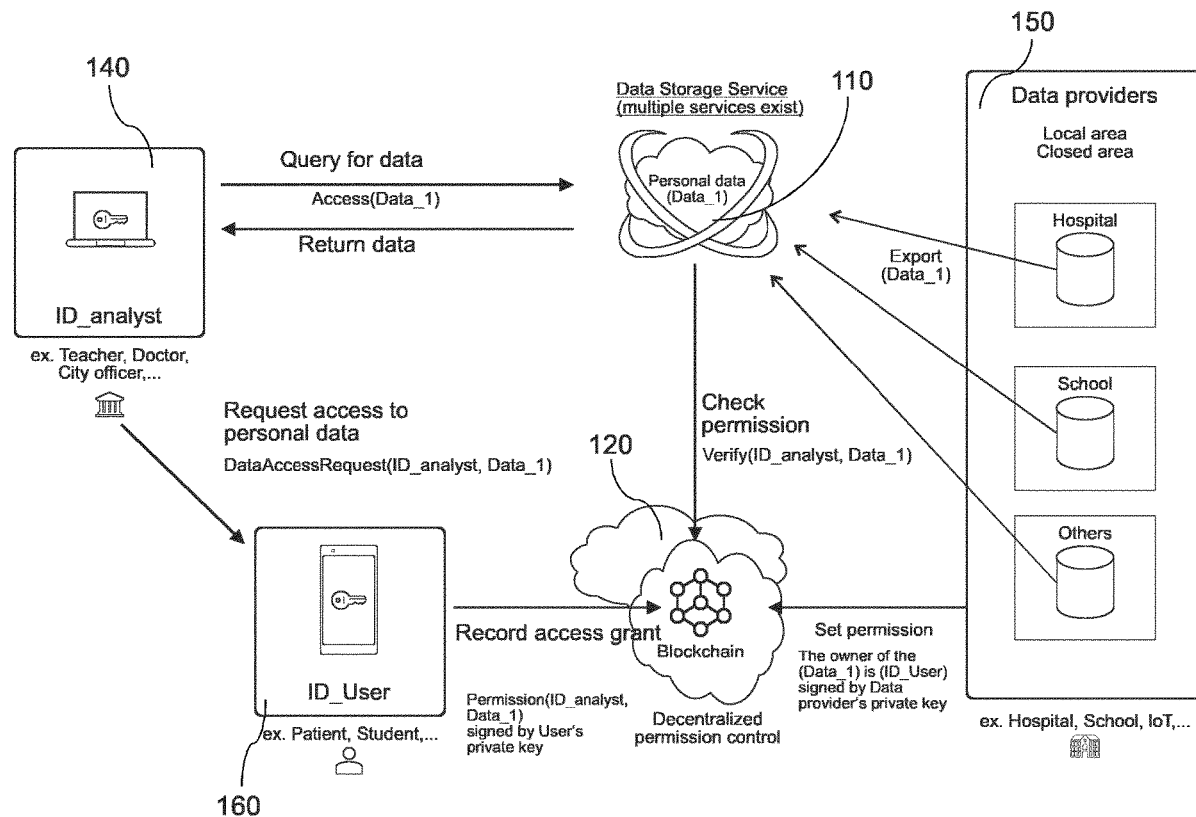 140
ID_analyst
ex. Teacher, Doctor,
City officer,...
Query for data
Access(Data_1)
Return data
Data Storage Service
(multiple services exist)
110
Personal data
(Data_1)
150
Data providers
Local area
Closed area
Hospital
Export
(Data_1)
School
Others
ex. Hospital, School, IoT,...
Request access to
personal data
DataAccessRequest(ID_analyst, Data_1)
Check
permission
Verify(ID_analyst, Data_1)
120
Blockchain
Decentralized
permission control
Record access grant
Permission(ID_analyst,
Data_1)
signed by User's
private key
Set permission
The owner of the
(Data_1) is (ID_User)
signed by Data
provider's private key
ID_User
ex. Patient, Student,...
160